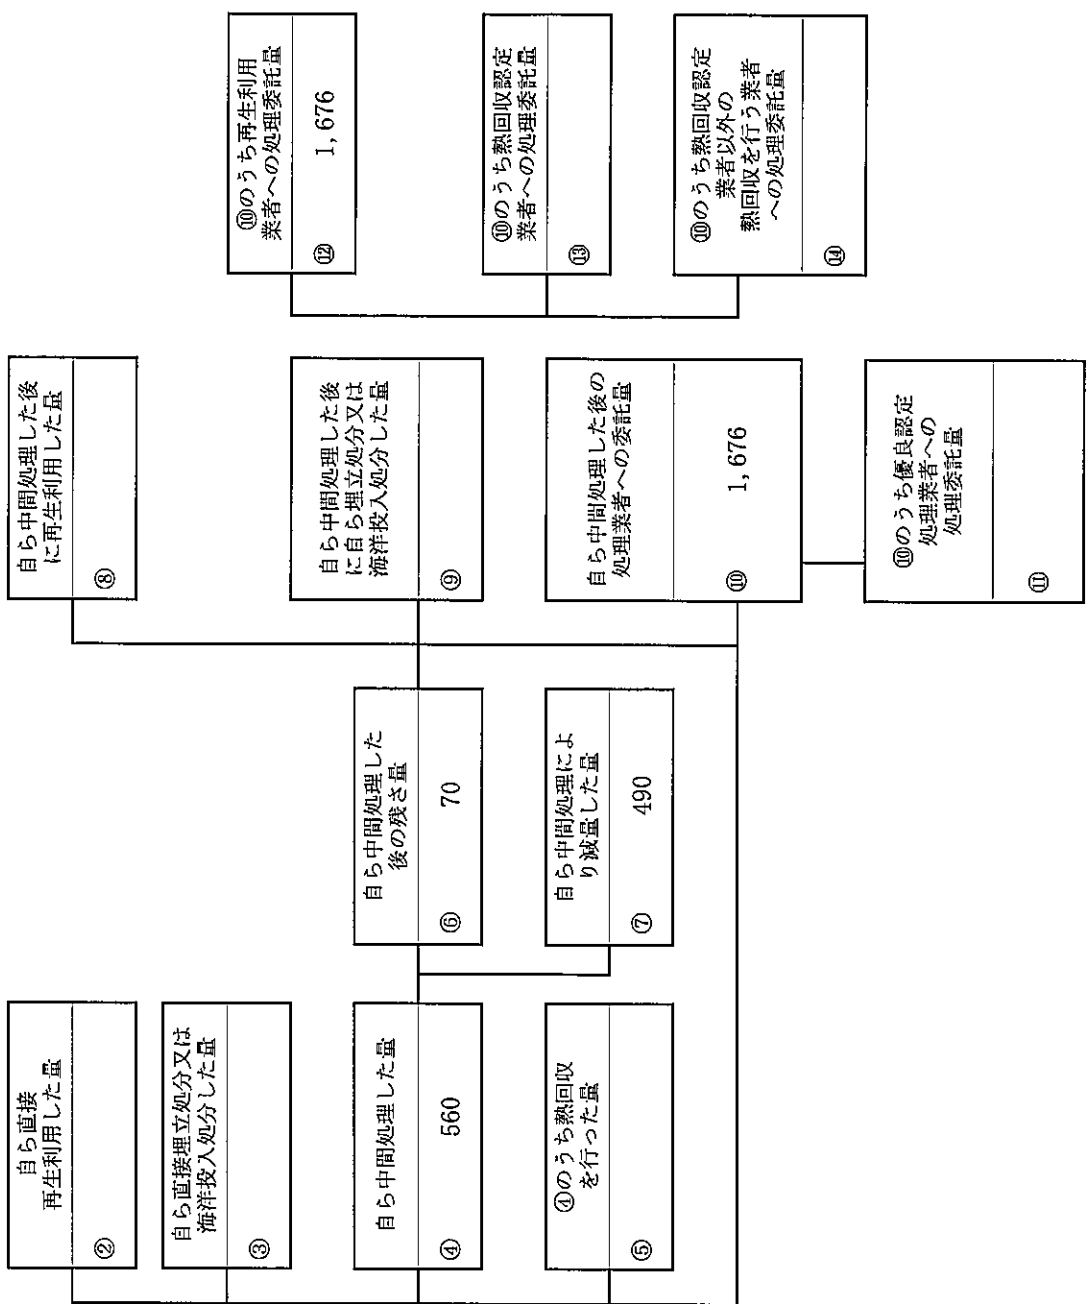 自ら直接
再生利用した量
②
自ら直接埋立処分又は
海洋投入処分した量
③
自ら中間処理した量
④ 560
④のうち熱回収
を行った量
⑤
自ら中間処理した
後の残さ量
⑥ 70
自ら中間処理によ
り減量した量
⑦ 490
自ら中間処理した後
に再生利用した量
⑧
自ら中間処理した後
に自ら埋立処分又は
海洋投入処分した量
⑨
自ら中間処理した後の
処理業者への委託量
⑩ 1,676
⑩のうち優良認定
処理業者への
処理委託量
⑪
⑩のうち再生利用
業者への処理委託量
⑫ 1,676
⑩のうち熱回収認定
業者への処理委託量
⑬
⑩のうち熱回収認定
業者以外の
熱回収を行う業者
への処理委託量
⑭